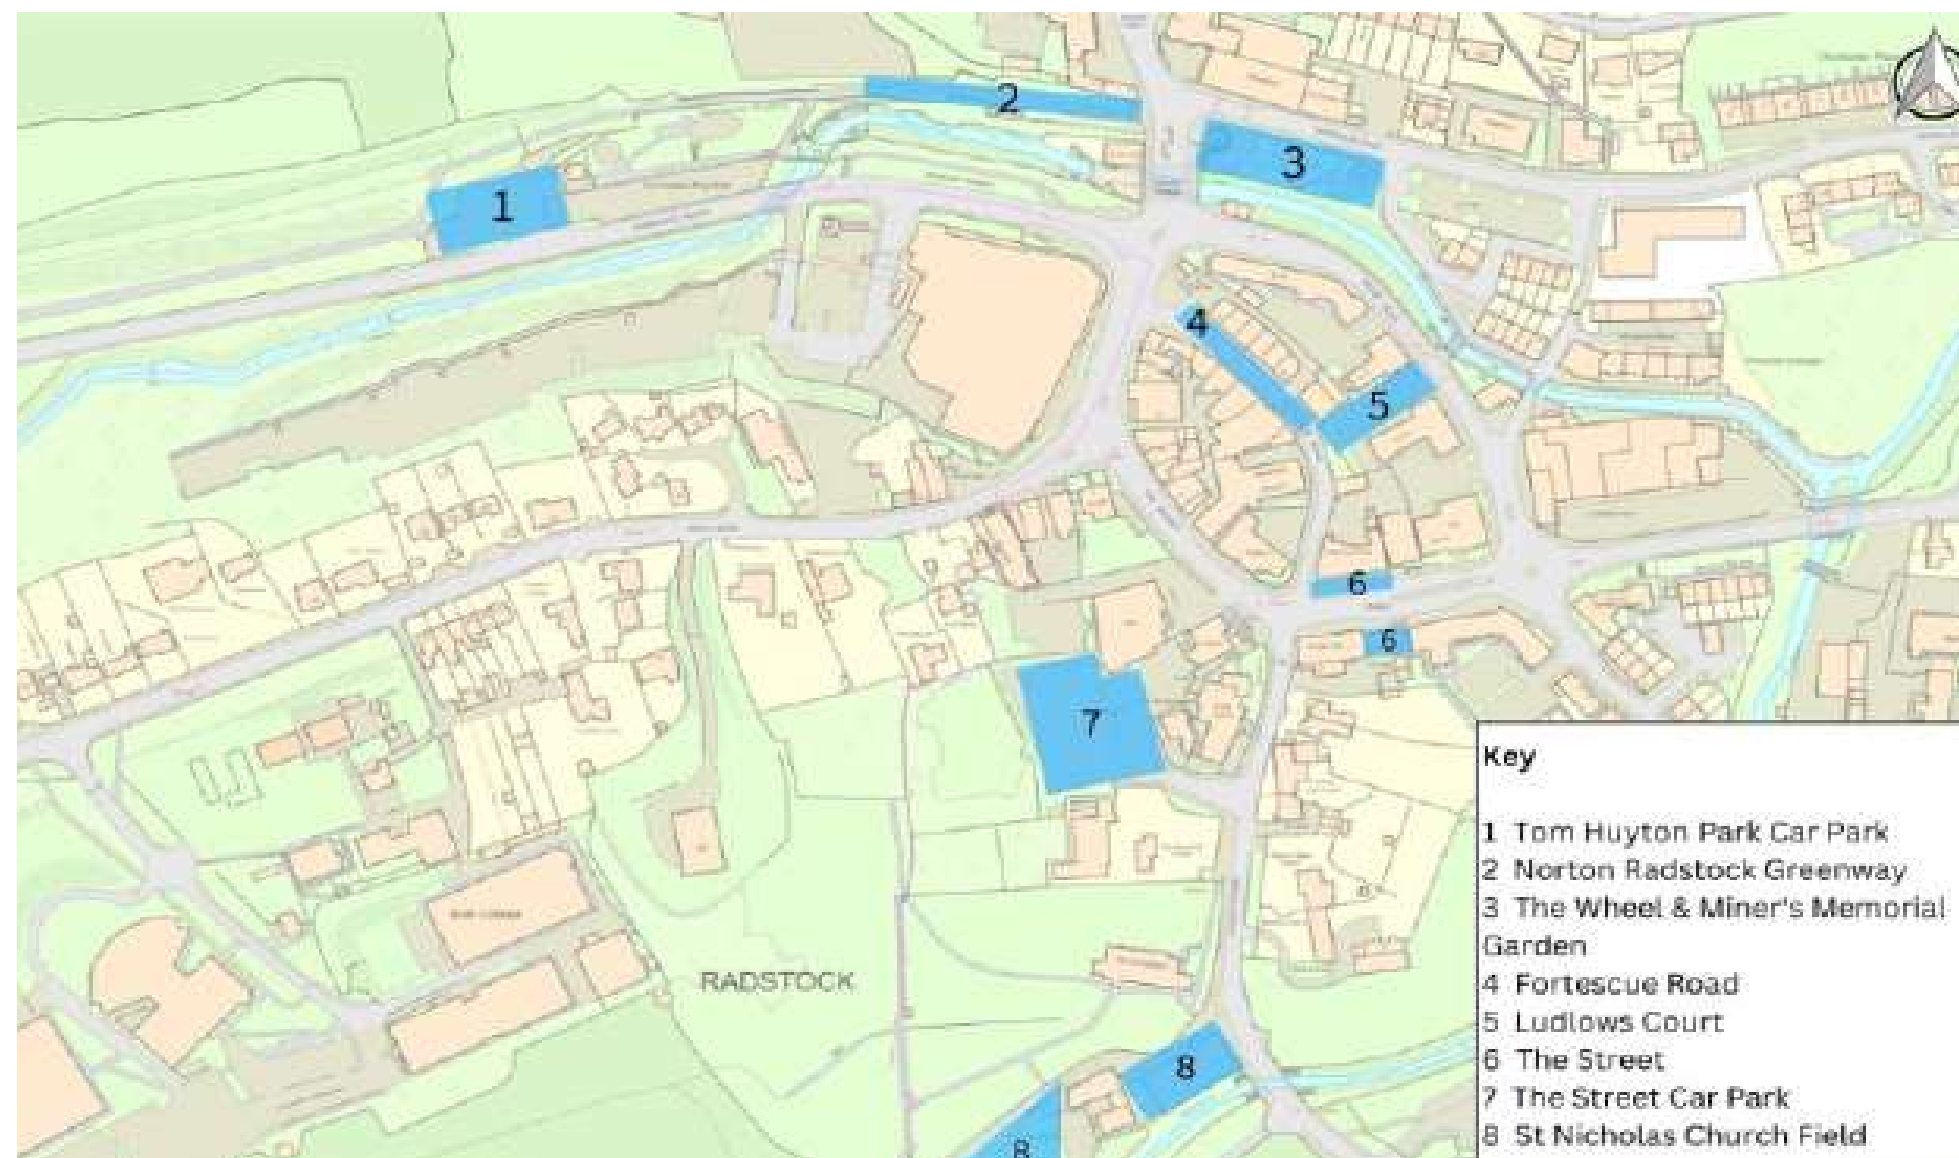 2
3
1
4
5
6
6
7
RADSTOCK
8
8
Key
1 Tom Huyton Park Car Park
2 Norton Radstock Greenway
3 The Wheel & Miner's Memorial
Garden
4 Fortescue Road
5 Ludlows Court
6 The Street
7 The Street Car Park
8 St Nicholas Church Field